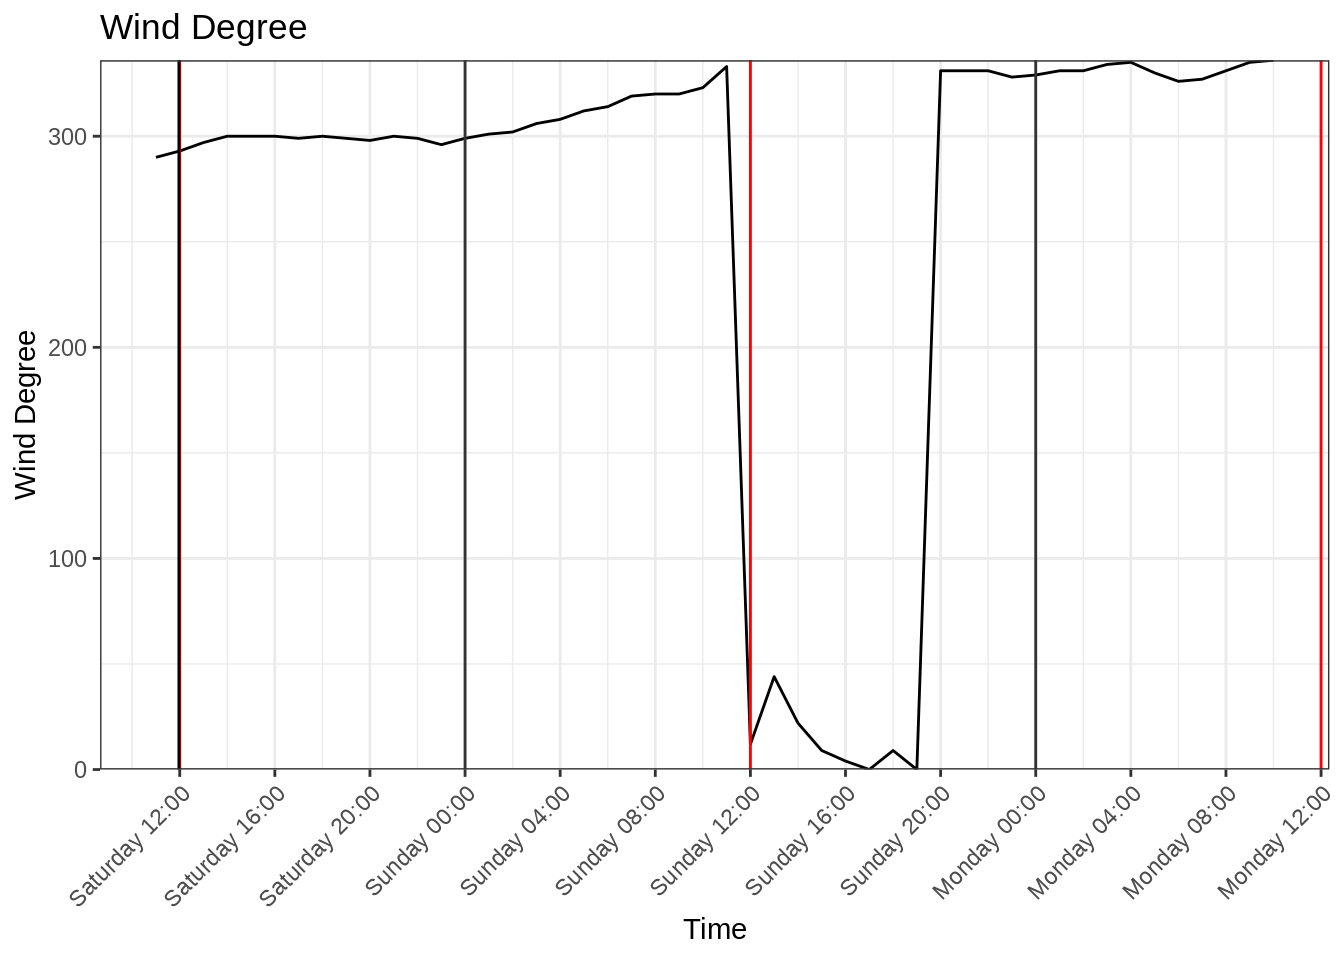 Wind Degree
Wind Degree
300
200
100
0
Saturday 12:00
Saturday 16:00
Saturday 20:00
Sunday 00:00
Sunday 04:00
Sunday 08:00
Sunday 12:00
Sunday 16:00
Sunday 20:00
Monday 00:00
Monday 04:00
Monday 08:00
Monday 12:00
Time